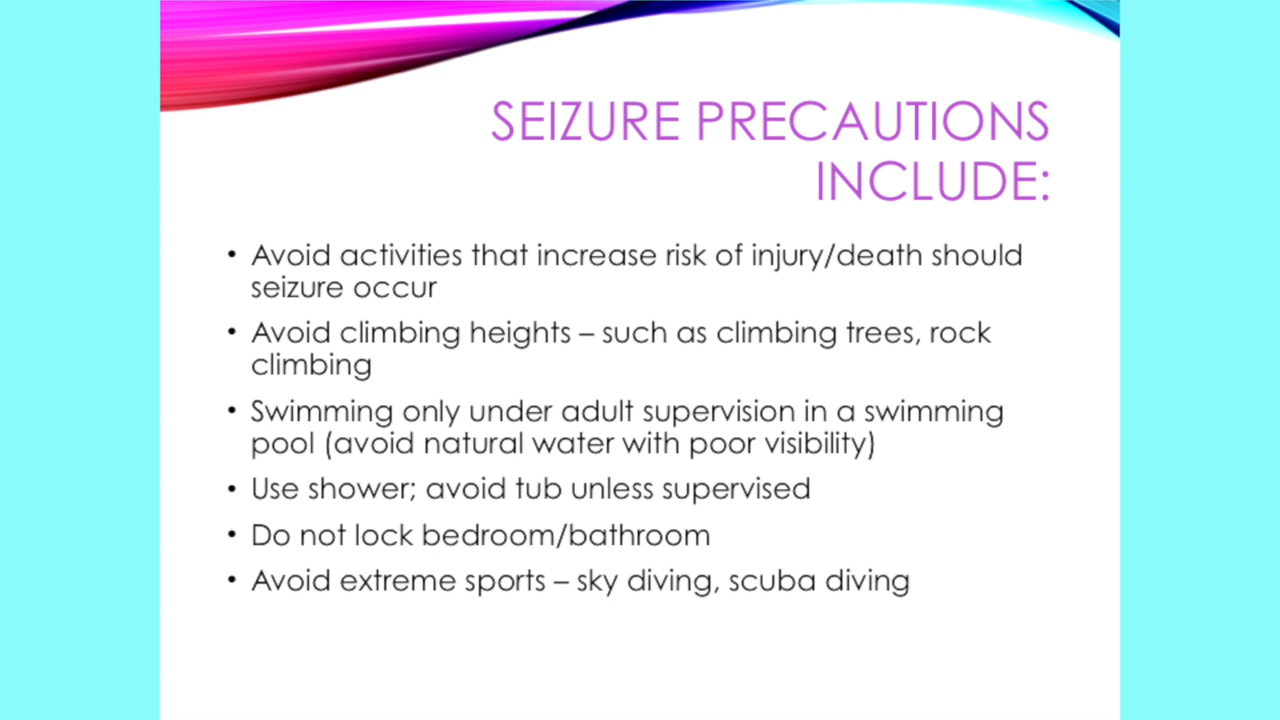 SEIZURE PRECAUTIONS
INCLUDE:
• Avoid activities that increase risk of injury/death should
seizure occur
• Avoid climbing heights – such as climbing trees, rock
climbing
• Swimming only under adult supervision in a swimming
pool (avoid natural water with poor visibility)
• Use shower; avoid tub unless supervised
• Do not lock bedroom/bathroom
• Avoid extreme sports – sky diving, scuba diving